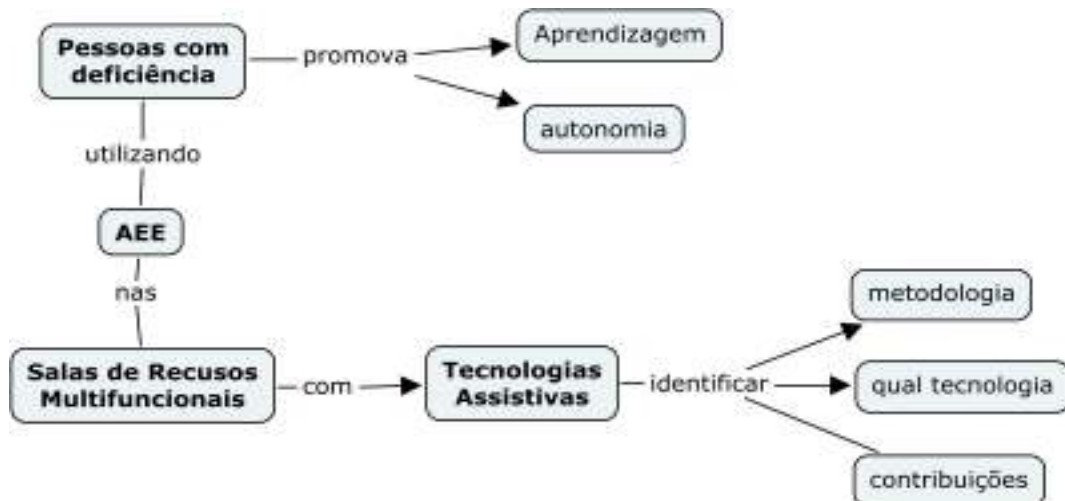 Pessoas com
deficiência
promova
Aprendizagem
autonomia
utilizando
AEE
nas
Salas de Recusos
Multifuncionais
com
Tecnologias
Assistivas
identificar
metodologia
qual tecnologia
contribuições